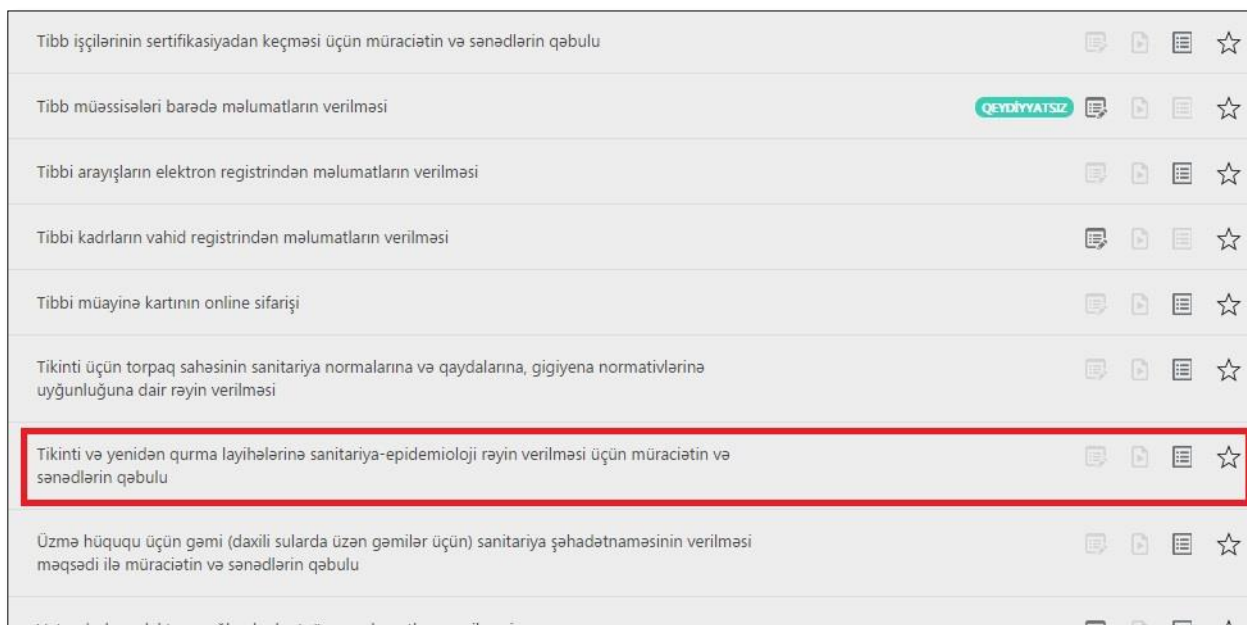 Tibb işçilərinin sertifikasiyadan keçməsi üçün müraciətin və sənədlərin qəbulu
Tibb müəssisələri barədə məlumatların verilməsi
QEYDİYYATSIZ
Tibbi arayışların elektron registrindən məlumatların verilməsi
Tibbi kadrların vahid registrindən məlumatların verilməsi
Tibbi müayinə kartının online sifarişi
Tikinti üçün torpaq sahəsinin sanitariya normalarına və qaydalarına, gigiyena normativlərinə
uyğunluğuna dair rəyin verilməsi
Tikinti və yenidən qurma layihələrinə sanitariya-epidemioloji rəyin verilməsi üçün müraciətin və
sənədlərin qəbulu
Üzmə hüququ üçün gəmi (daxili sularda üzən gəmilər üçün) sanitariya şəhadətnaməsinin verilməsi
məqsədi ilə müraciətin və sənədlərin qəbulu